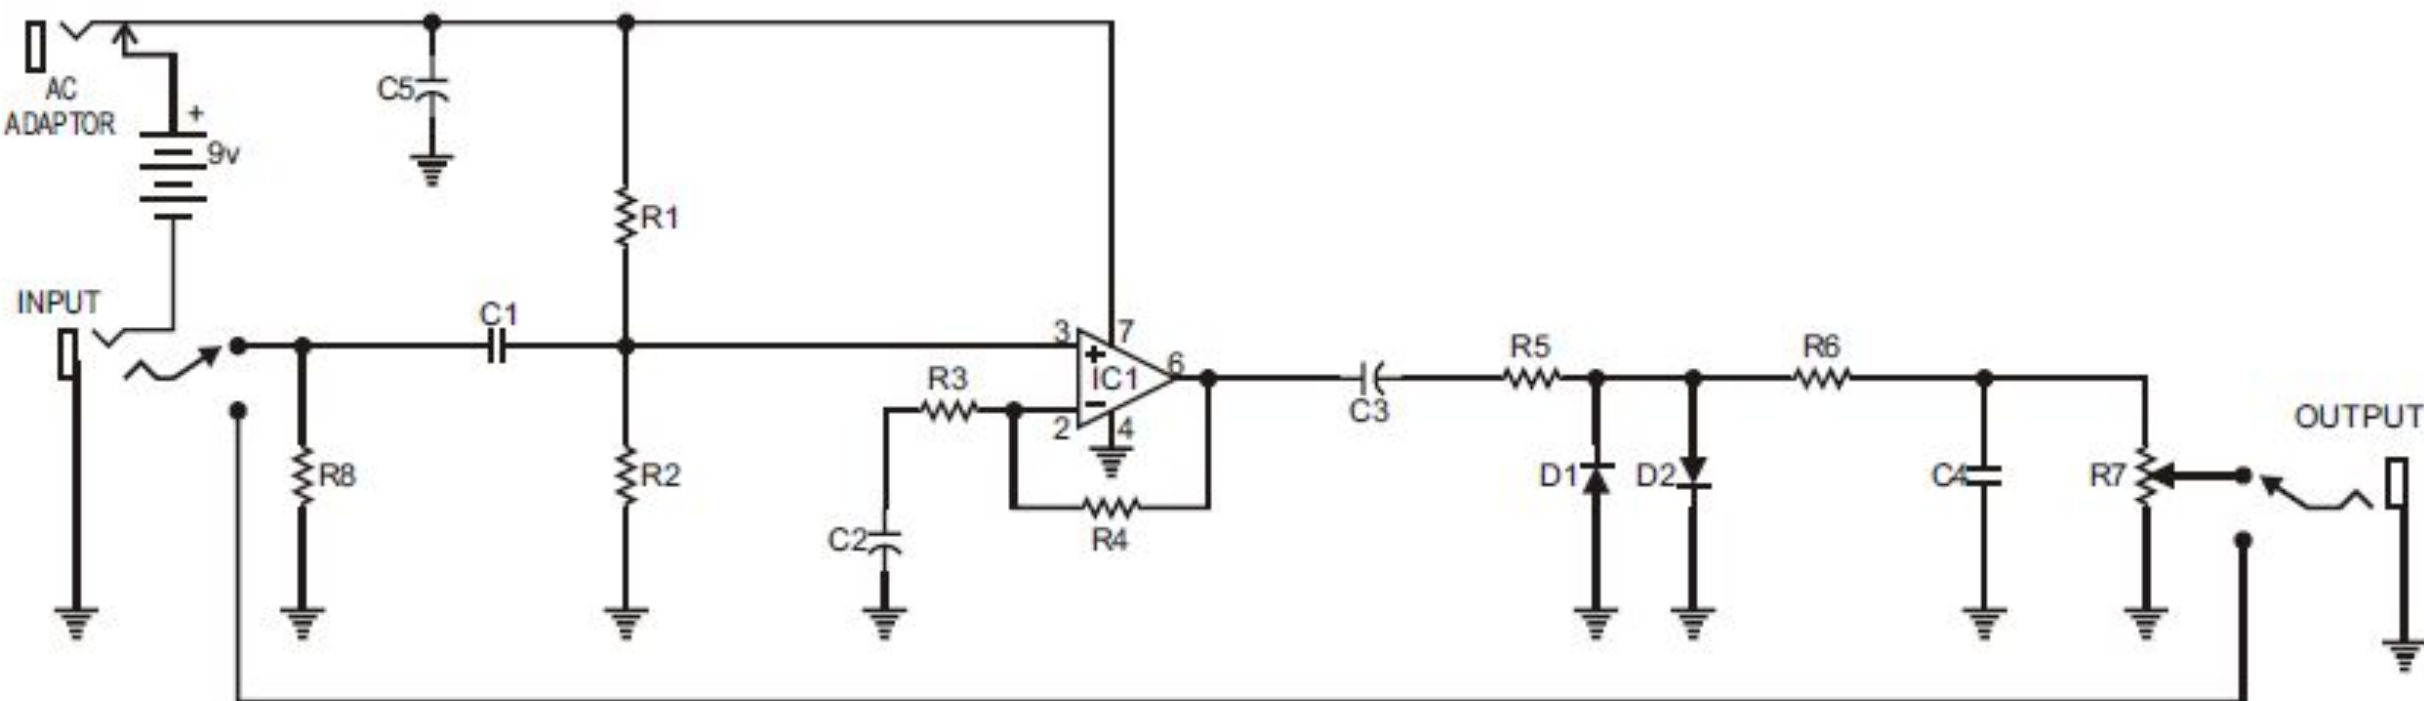 AC
ADAPTOR
+
9v
C5
R1
INPUT
C1
R8
R2
3
7
+
IC1
6
2
4
R3
C2
R4
C3
R5
D1
D2
R6
C4
R7
OUTPUT